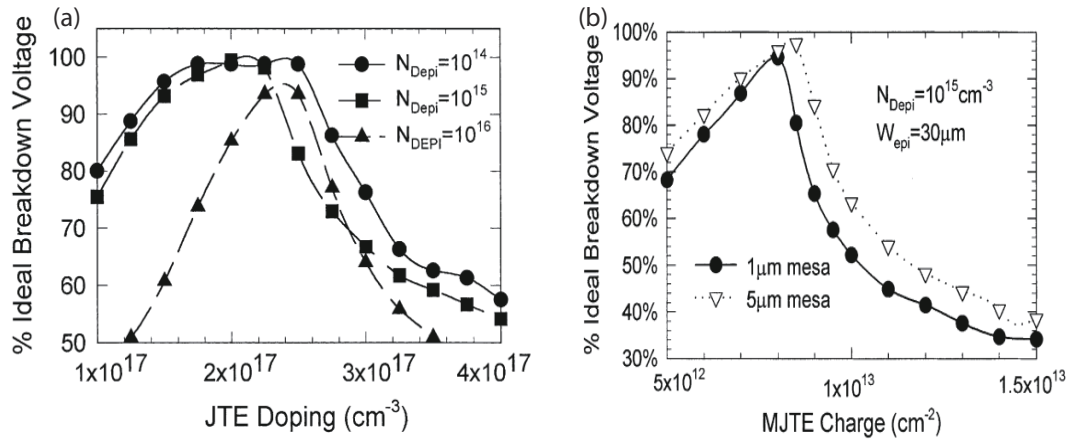 (a)
% Ideal Breakdown Voltage
100
90
80
70
60
50
N_Depi=10^14
N_Depi=10^15
N_DEPI=10^16
1x10^17
2x10^17
3x10^17
4x10^17
JTE Doping (cm^-3)
(b)
% Ideal Breakdown Voltage
100%
90%
80%
70%
60%
50%
40%
30%
N_Depi=10^15cm^-3
W_epi=30μm
1μm mesa
5μm mesa
5x10^12
1x10^13
1.5x10^13
MJTE Charge (cm^-2)